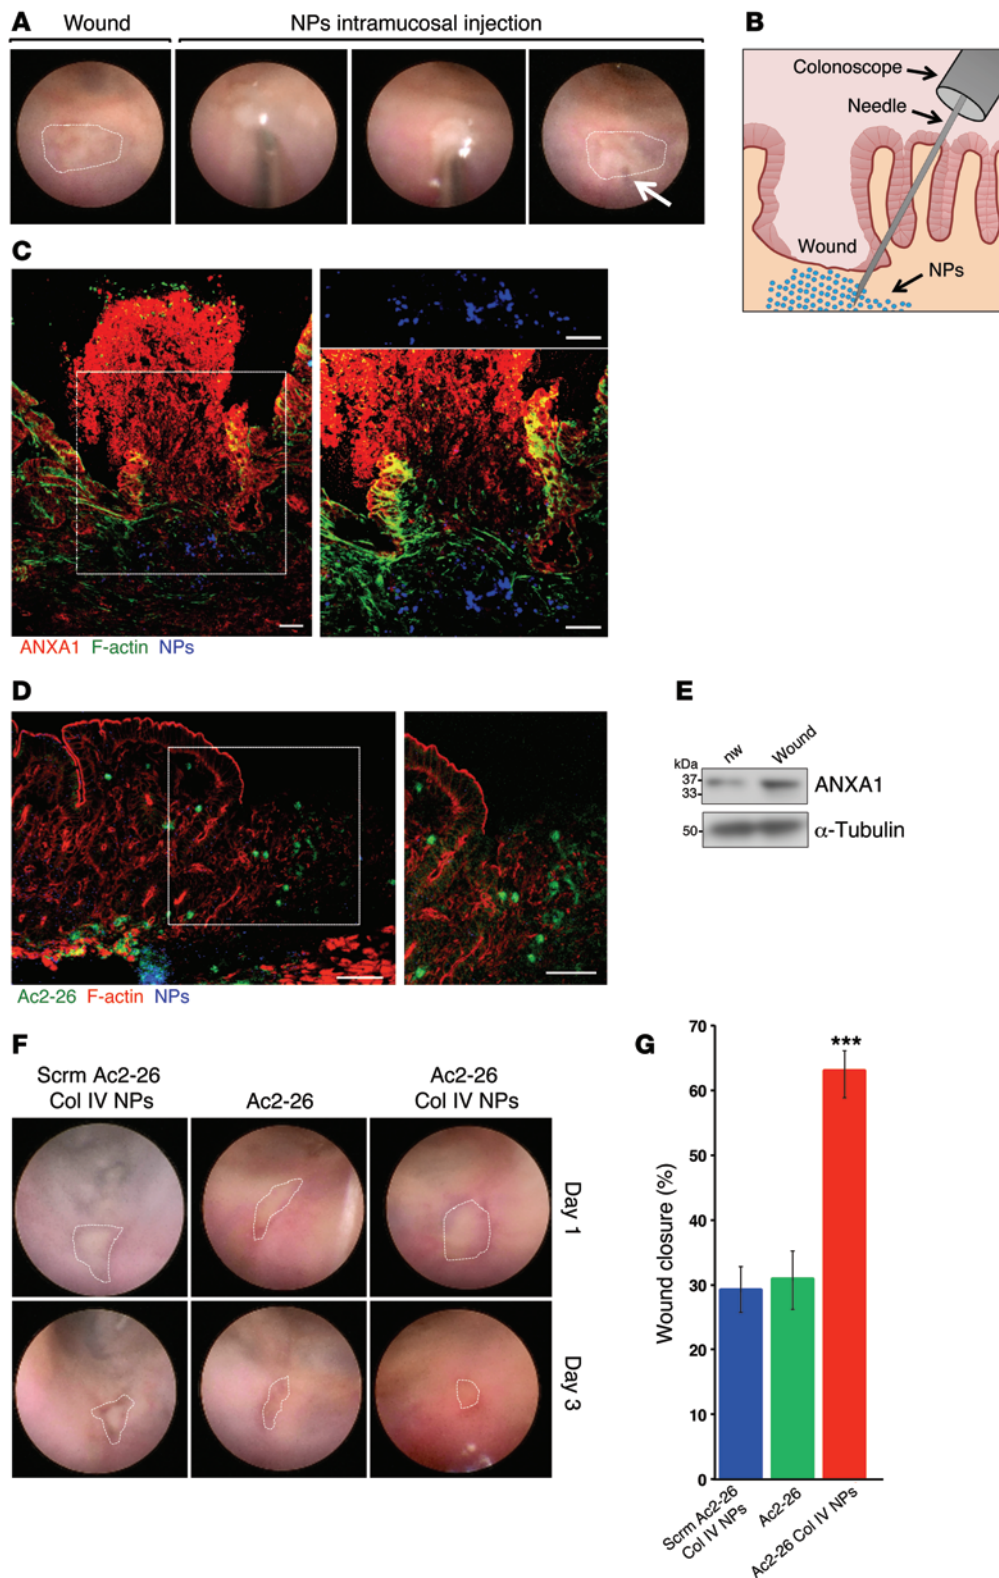 A
Wound
NPs intramucosal injection
B
Colonoscope
Needle
Wound
NPs
C
ANXA1 F-actin NPs
D
Ac2-26 F-actin NPs
E
nw
Wound
kDa
37
33
ANXA1
50
α-Tubulin
F
Scrm Ac2-26
Col IV NPs
Ac2-26
Ac2-26
Col IV NPs
Day 1
Day 3
G
Wound closure (%)
70
60
50
40
30
20
10
0
***
Scrm Ac2-26
Col IV NPs
Ac2-26
Ac2-26 Col IV NPs